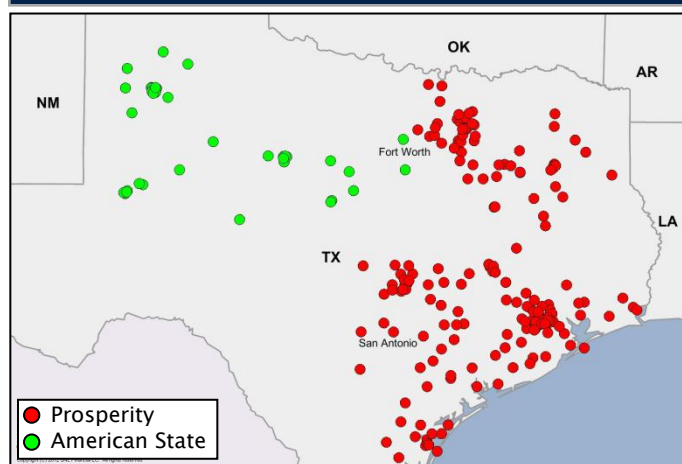 OK
AR
NM
Fort Worth
LA
TX
San Antonio
Prosperity
American State